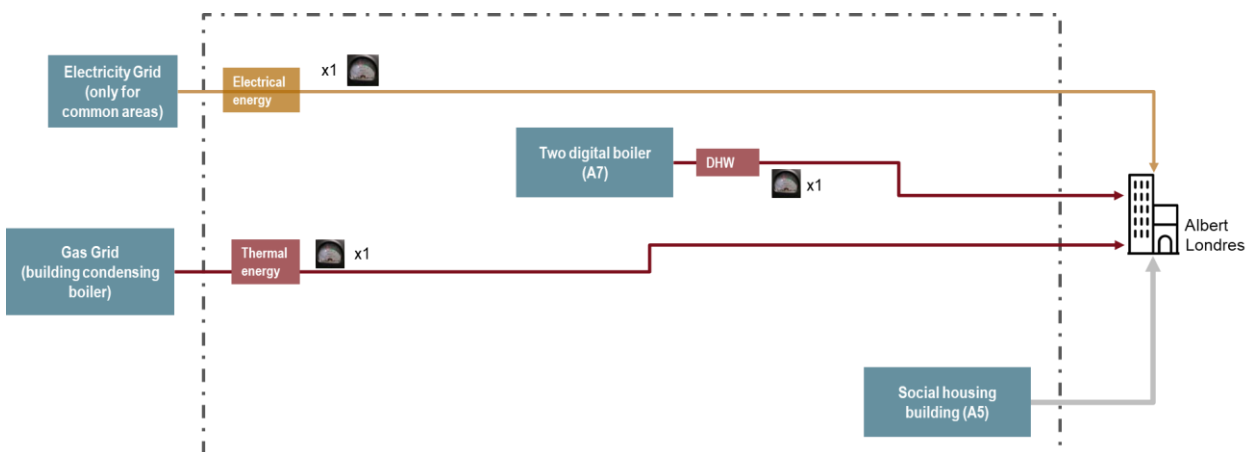 Electricity Grid
(only for
common areas)
Electrical
energy
x1
Two digital boiler
(A7)
DHW
x1
Gas Grid
(building condensing
boiler)
Thermal
energy
x1
Albert
Londres
Social housing
building (A5)